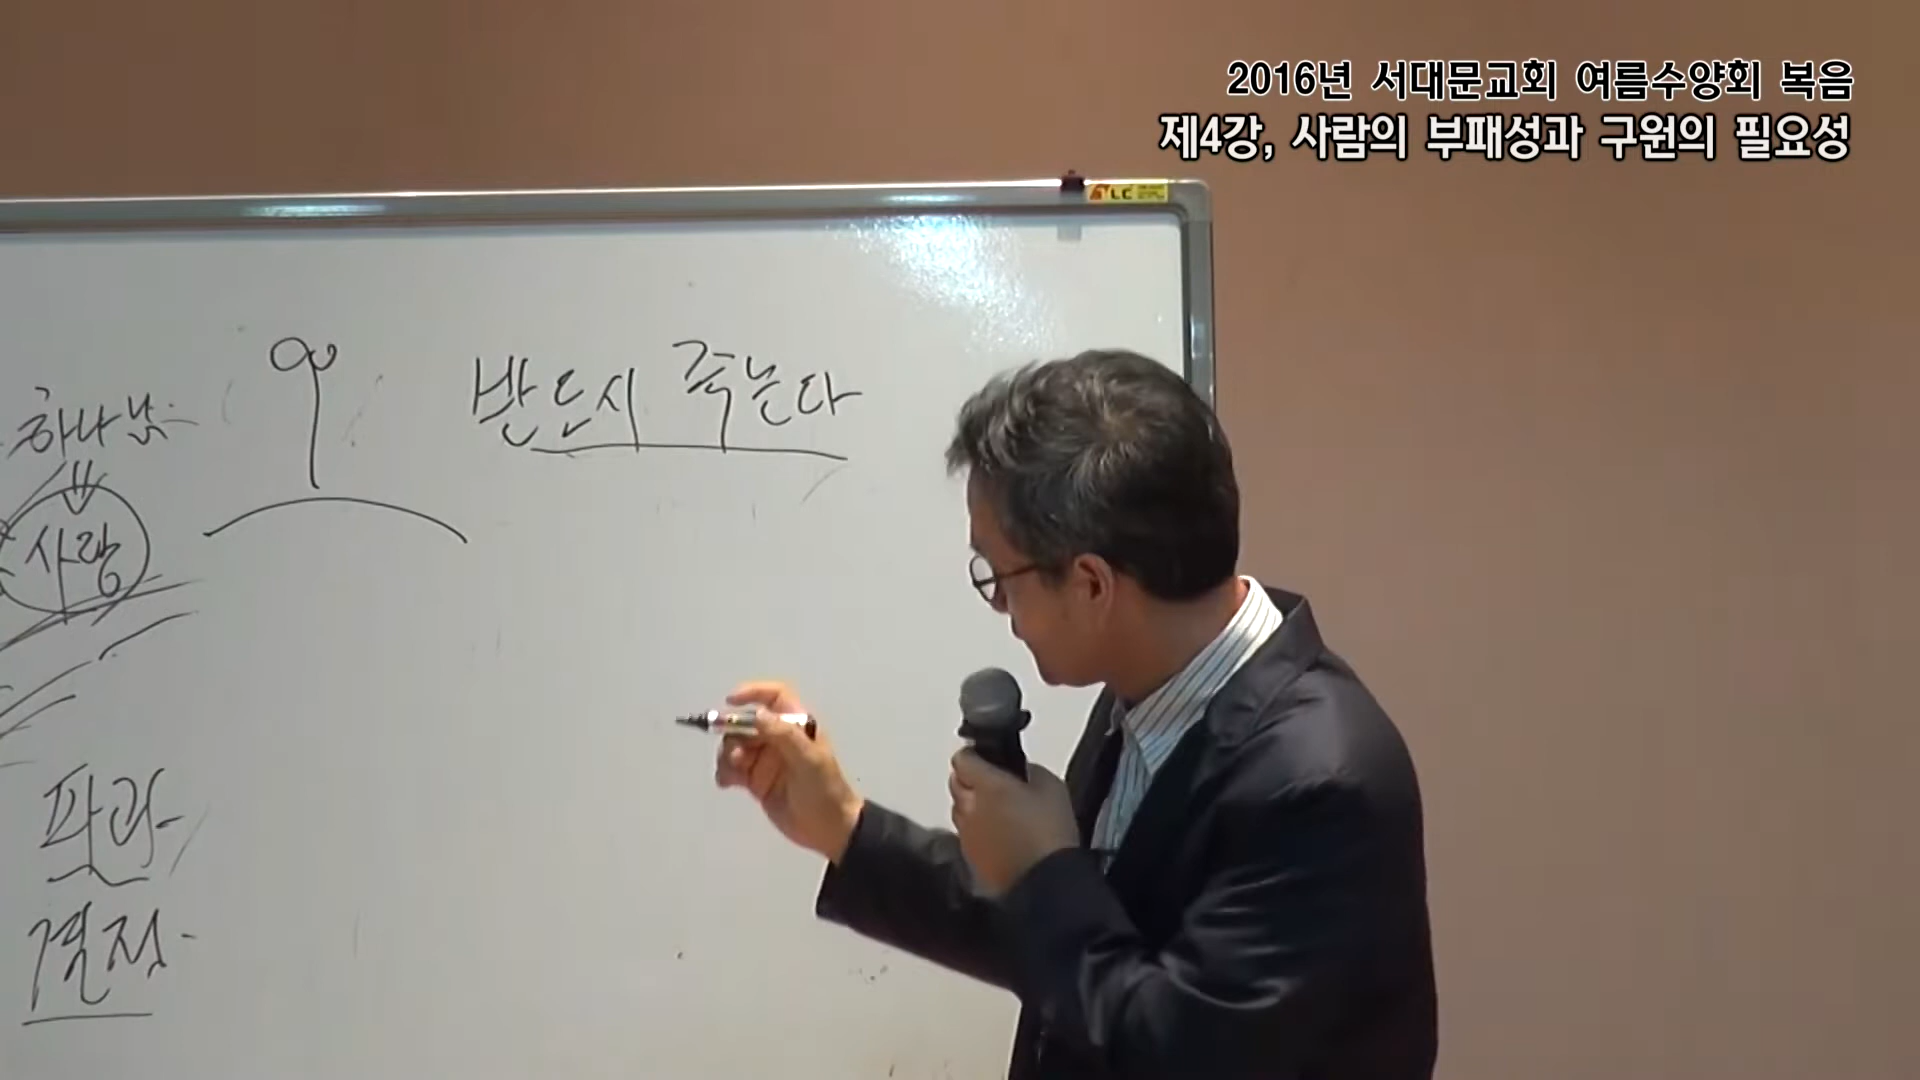 2016년 서대문교회 여름수양회 복음
제4강, 사람의 부패성과 구원의 필요성
ALC
하나님
반드시 죽는다
사람
결정